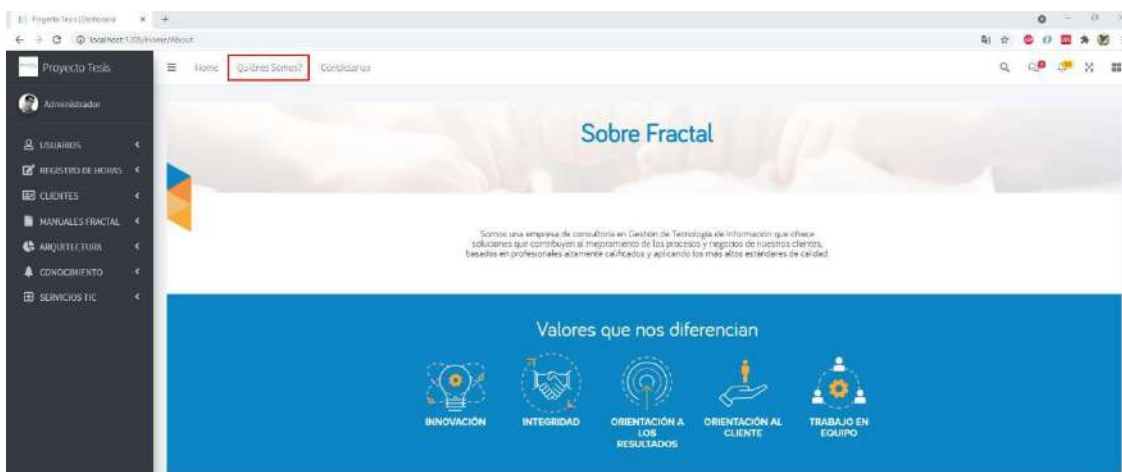 Proyecto Tesis | Dashboard
localhost:1205/Home/About
Proyecto Tesis
Home
Quiénes Somos?
Contáctanos
Administrador
USUARIOS
REGISTRO DE HORAS
CLIENTES
MANUALES FRACTAL
ARQUITECTURA
CONOCIMIENTO
SERVICIOS TIC
Sobre Fractal
Somos una empresa de consultoría en Gestión de Tecnología de Información que ofrece
soluciones que contribuyen al mejoramiento de los procesos y negocios de nuestros clientes,
basados en profesionales altamente calificados y aplicando los más altos estándares de calidad.
Valores que nos diferencian
INNOVACIÓN
INTEGRIDAD
ORIENTACIÓN A
LOS
RESULTADOS
ORIENTACIÓN AL
CLIENTE
TRABAJO EN
EQUIPO